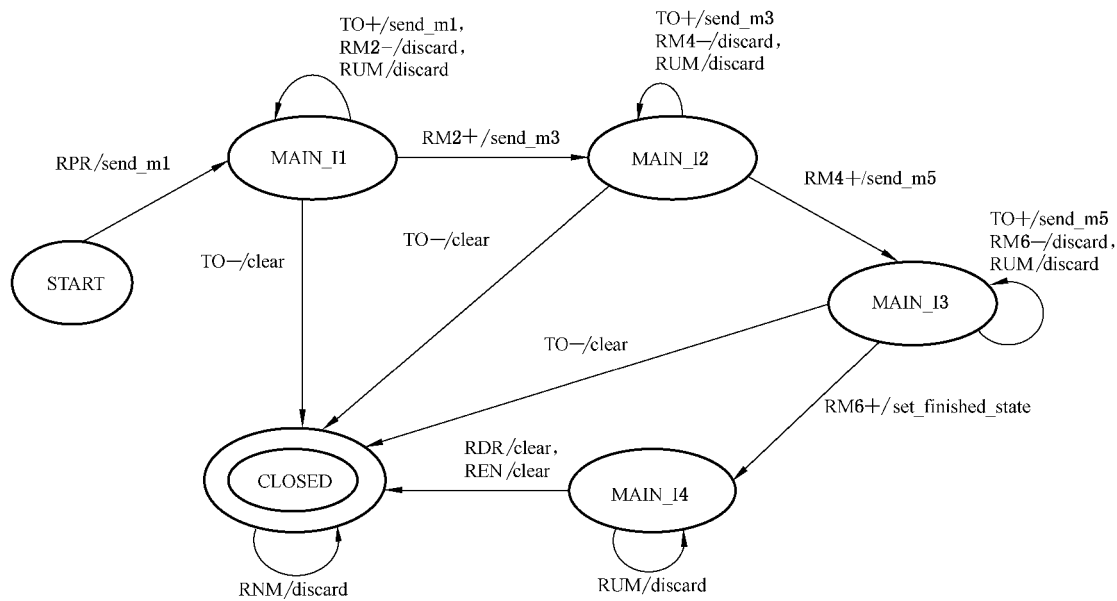 TO+/send_m1,
RM2-/discard,
RUM/discard
TO+/send_m3
RM4-/discard,
RUM/discard
RPR/send_m1
MAIN_I1
RM2+/send_m3
MAIN_I2
RM4+/send_m5
TO+/send_m5
RM6-/discard,
RUM/discard
START
TO-/clear
TO-/clear
MAIN_I3
TO-/clear
RM6+/set_finished_state
RDR/clear,
REN/clear
CLOSED
MAIN_I4
RNM/discard
RUM/discard